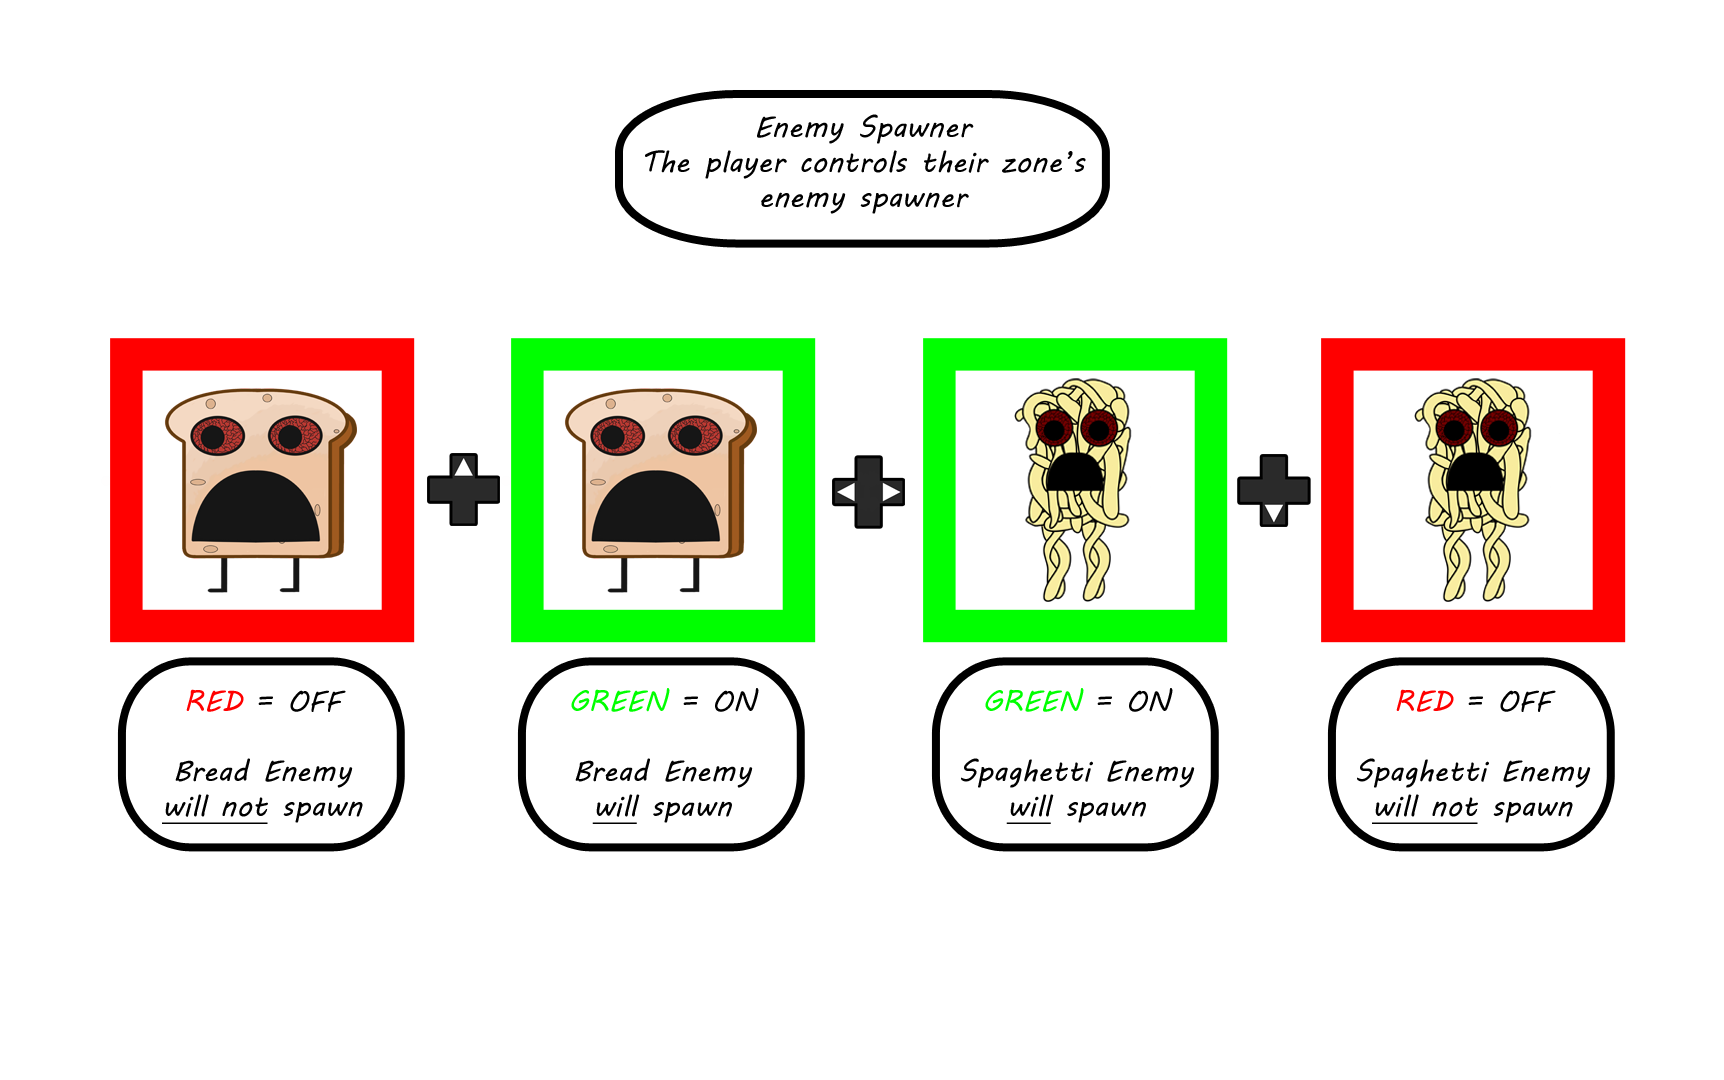 Enemy Spawner
The player controls their zone's
enemy spawner
RED = OFF
Bread Enemy
will not spawn
GREEN = ON
Bread Enemy
will spawn
GREEN = ON
Spaghetti Enemy
will spawn
RED = OFF
Spaghetti Enemy
will not spawn